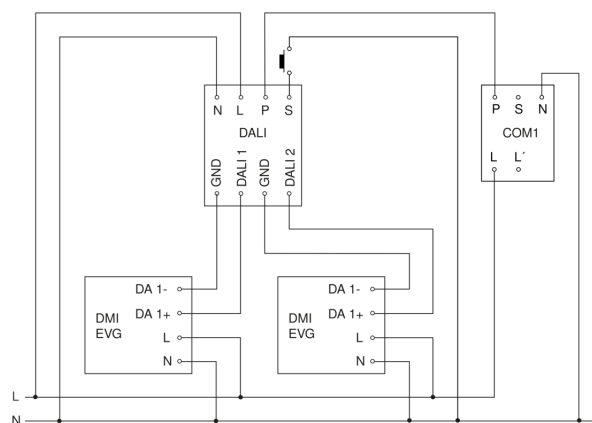 N L P S
DALI
GND DALI 1 GND DALI 2
P S N
COM1
L L´
DA 1-
DA 1+
DMI
EVG
L
N
DA 1-
DA 1+
DMI
EVG
L
N
L
N